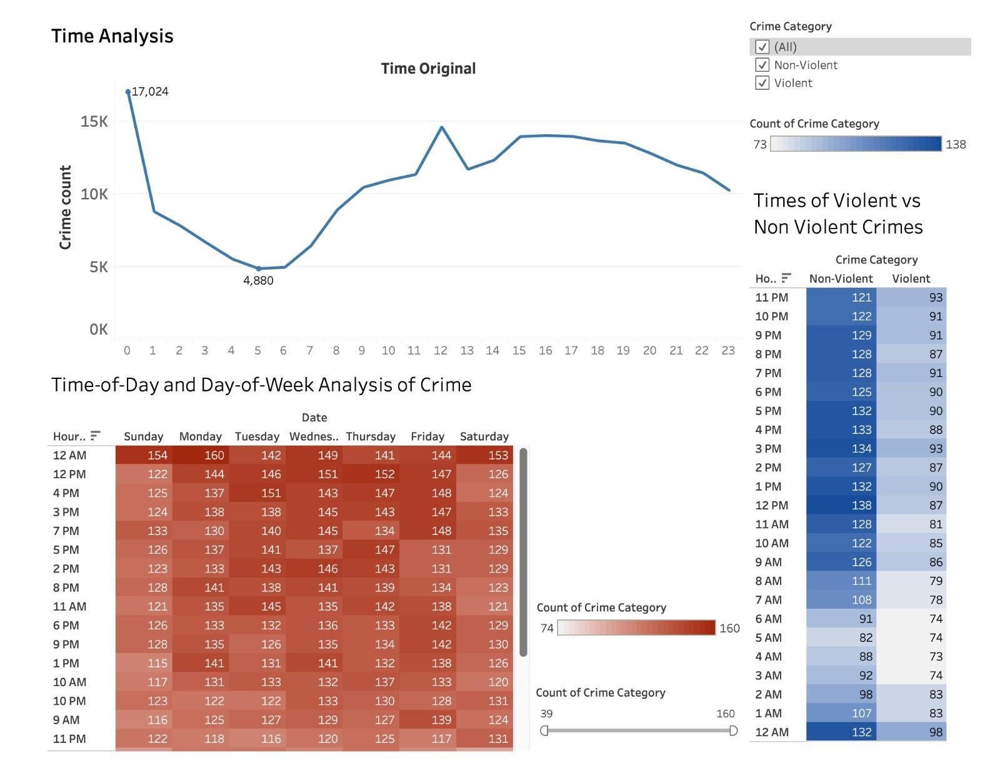 Time Analysis
Time Original
17,024
15K
10K
5K
0K
Crime count
4,880
0 1 2 3 4 5 6 7 8 9 10 11 12 13 14 15 16 17 18 19 20 21 22 23
Crime Category
(All)
Non-Violent
Violent
Count of Crime Category
73 138
Times of Violent vs
Non Violent Crimes
Crime Category
Ho.. Non-Violent Violent
11 PM 121 93
10 PM 122 91
9 PM 129 91
8 PM 128 87
7 PM 128 91
6 PM 125 90
5 PM 132 90
4 PM 133 88
3 PM 134 93
2 PM 127 87
1 PM 132 90
12 PM 138 87
11 AM 128 81
10 AM 122 85
9 AM 126 86
8 AM 111 79
7 AM 108 78
6 AM 91 74
5 AM 82 74
4 AM 88 73
3 AM 92 74
2 AM 98 83
1 AM 107 83
12 AM 132 98
Time-of-Day and Day-of-Week Analysis of Crime
Date
Hour.. Sunday Monday Tuesday Wednes.. Thursday Friday Saturday
12 AM 154 160 142 149 141 144 153
12 PM 122 144 146 151 152 147 126
4 PM 125 137 151 143 147 148 124
3 PM 124 138 138 145 143 147 133
7 PM 133 130 140 145 134 148 135
5 PM 126 137 141 137 147 131 129
2 PM 123 133 143 146 143 131 129
8 PM 128 141 138 141 139 134 123
11 AM 121 135 145 135 142 138 121
6 PM 126 133 132 136 133 142 129
9 PM 128 135 126 135 134 142 130
1 PM 115 141 131 141 132 138 126
10 AM 117 131 133 132 137 133 120
10 PM 123 122 122 133 130 128 131
9 AM 116 125 127 129 127 139 124
11 PM 122 118 116 120 125 117 131
Count of Crime Category
74 160
Count of Crime Category
39 160